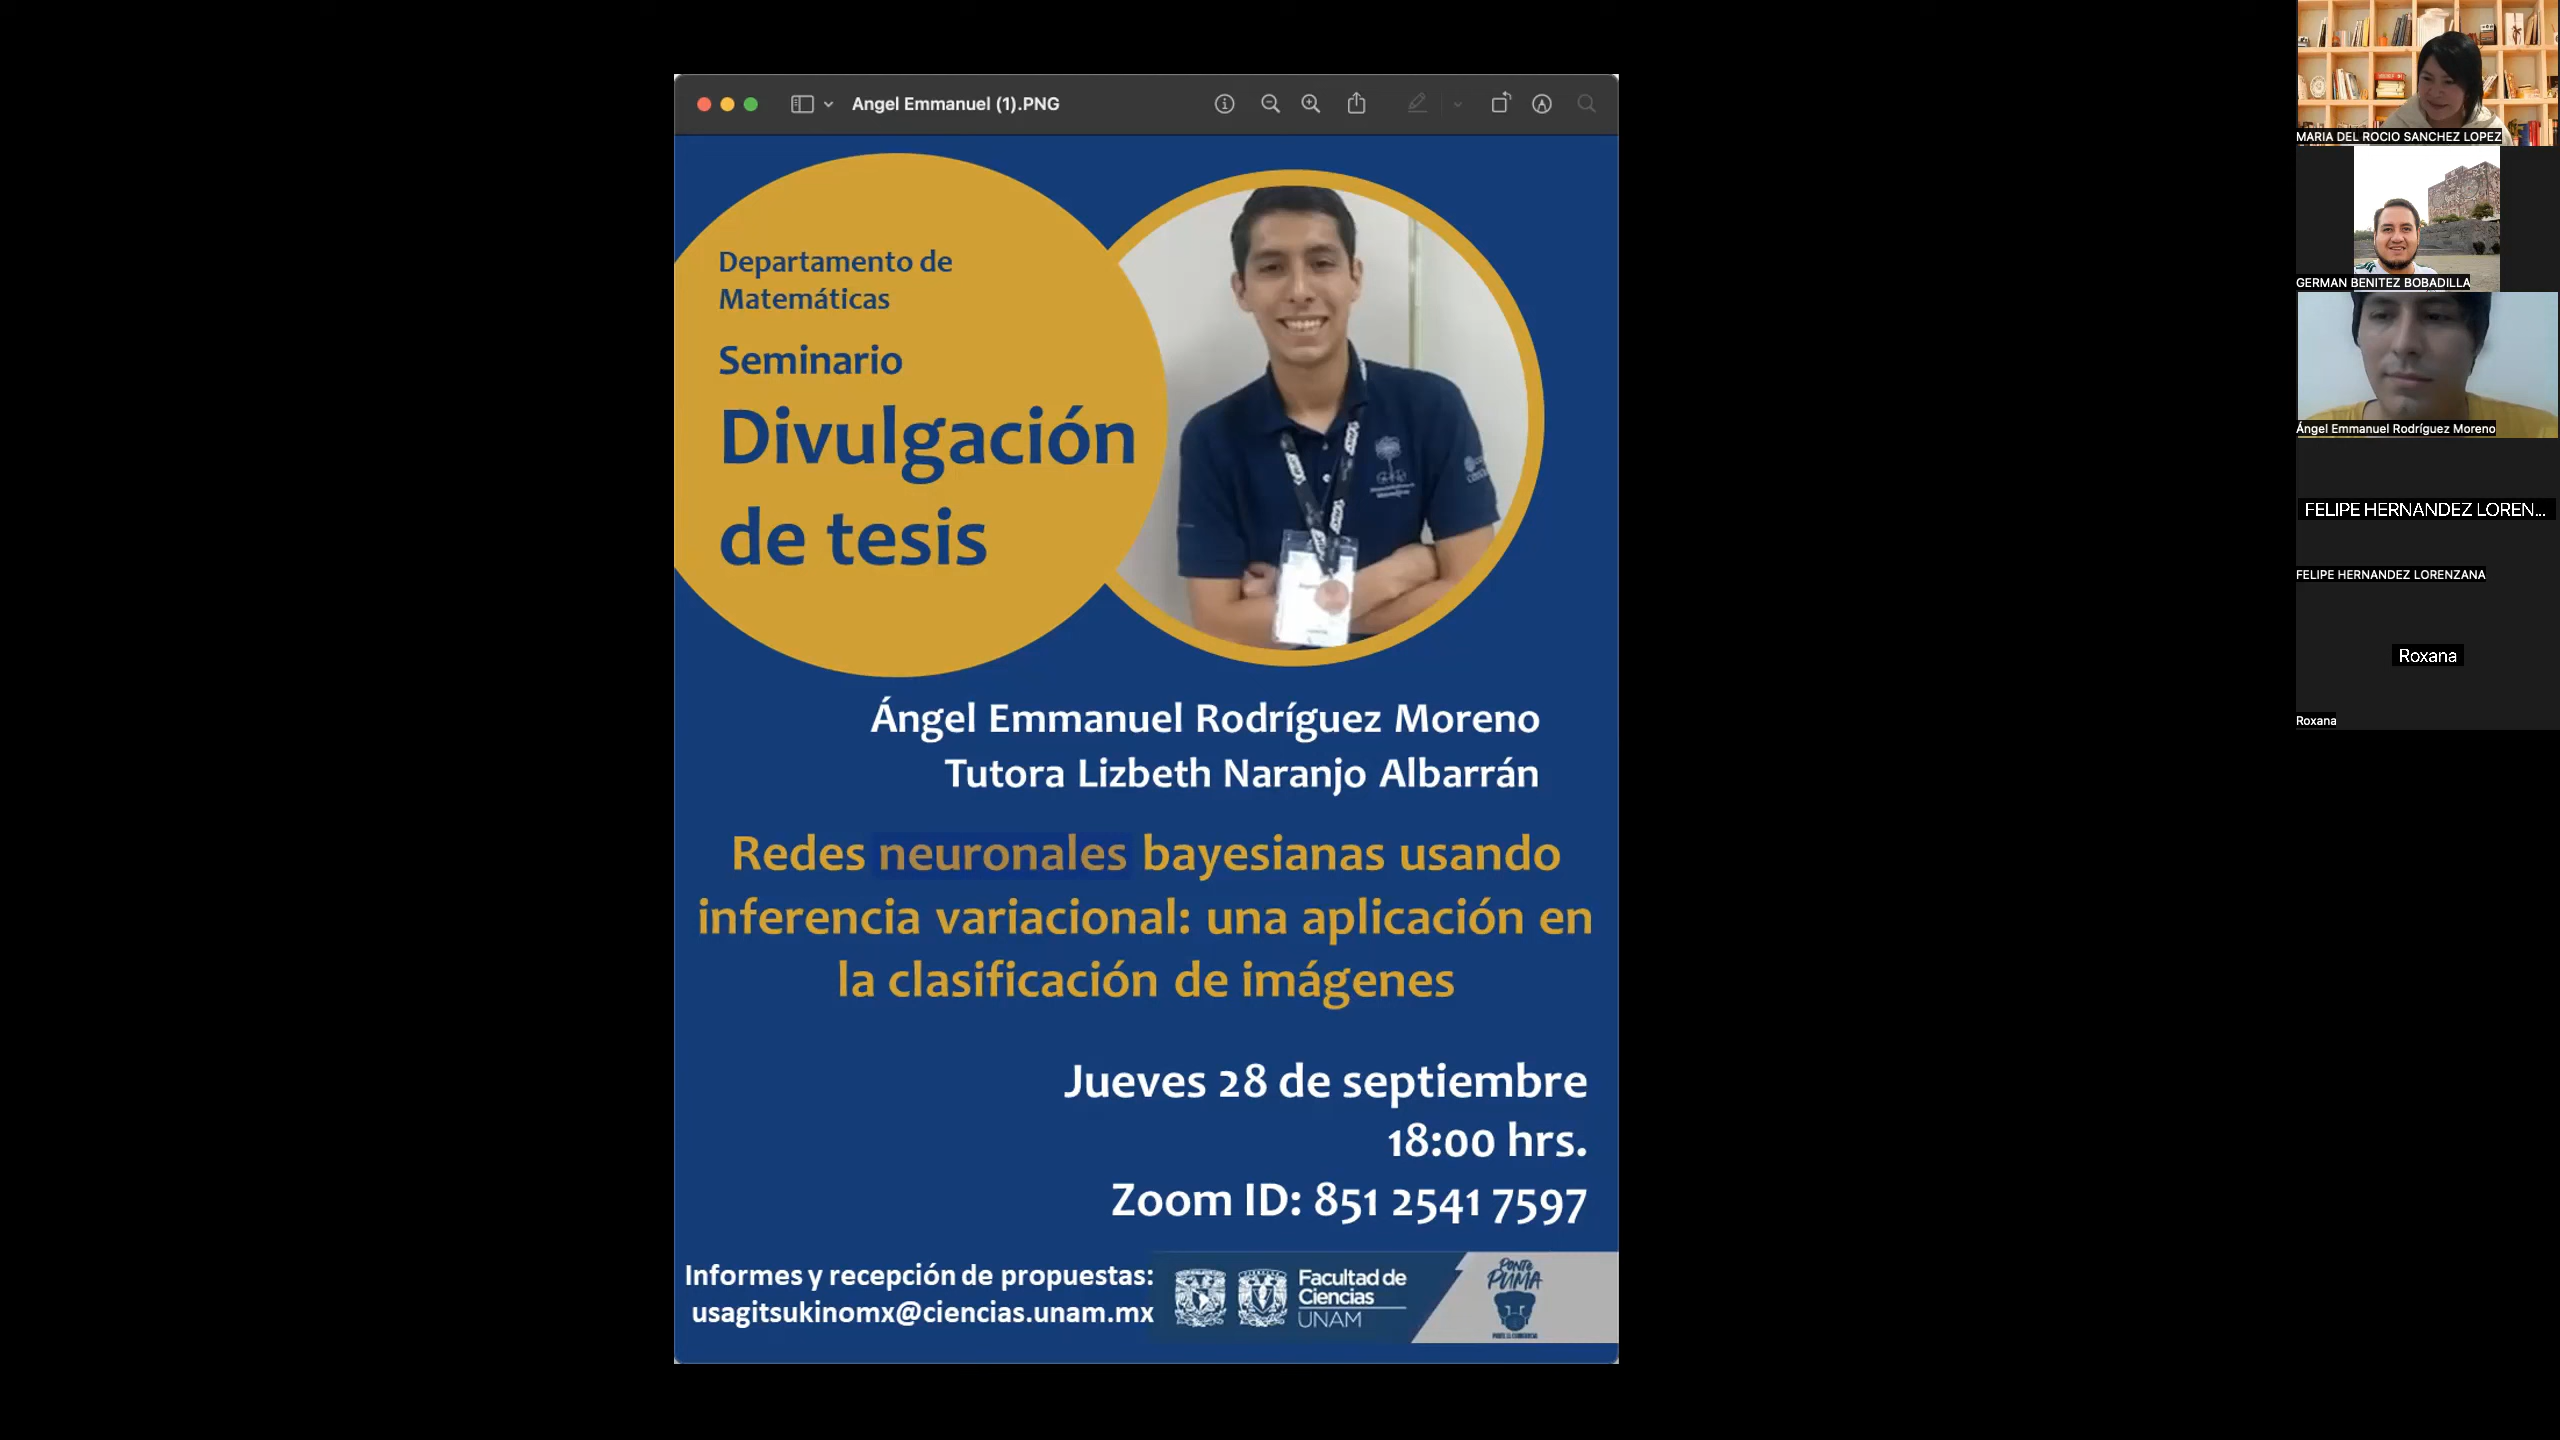 Angel Emmanuel (1).PNG
Departamento de
Matemáticas
Seminario
Divulgación
de tesis
Ángel Emmanuel Rodríguez Moreno
Tutora Lizbeth Naranjo Albarrán
Redes neuronales bayesianas usando
inferencia variacional: una aplicación en
la clasificación de imágenes
Jueves 28 de septiembre
18:00 hrs.
Zoom ID: 851 2541 7597
Informes y recepción de propuestas:
usagitsukinomx@ciencias.unam.mx
Facultad de
Ciencias
UNAM
PONTE
PUMA
MARIA DEL ROCIO SANCHEZ LOPEZ
GERMAN BENITEZ BOBADILLA
Ángel Emmanuel Rodríguez Moreno
FELIPE HERNANDEZ LOREN...
FELIPE HERNANDEZ LORENZANA
Roxana
Roxana